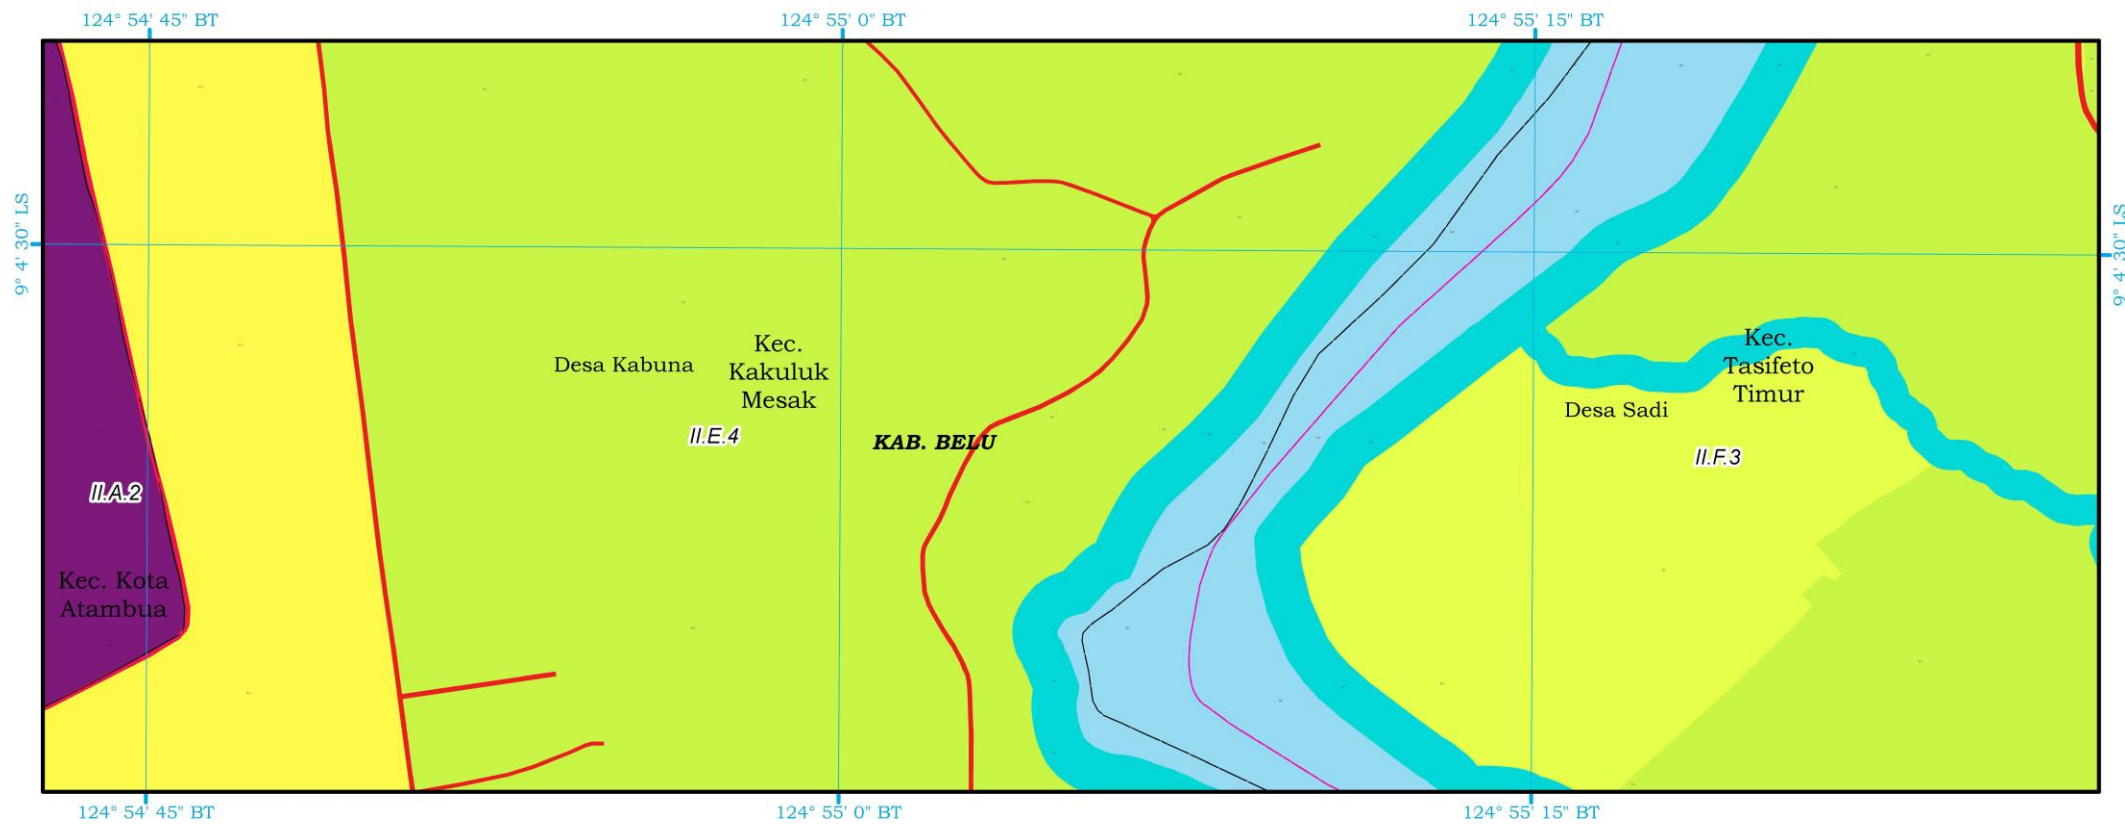 124° 54' 45" BT
124° 55' 0" BT
124° 55' 15" BT
9° 4' 30" LS
9° 4' 30" LS
Desa Kabuna
Kec.
Kakuluk
Mesak
II.E.4
KAB. BELU
Kec.
Tasifeto
Timur
Desa Sadi
II.F.3
II.A.2
Kec. Kota
Atambua
124° 54' 45" BT
124° 55' 0" BT
124° 55' 15" BT